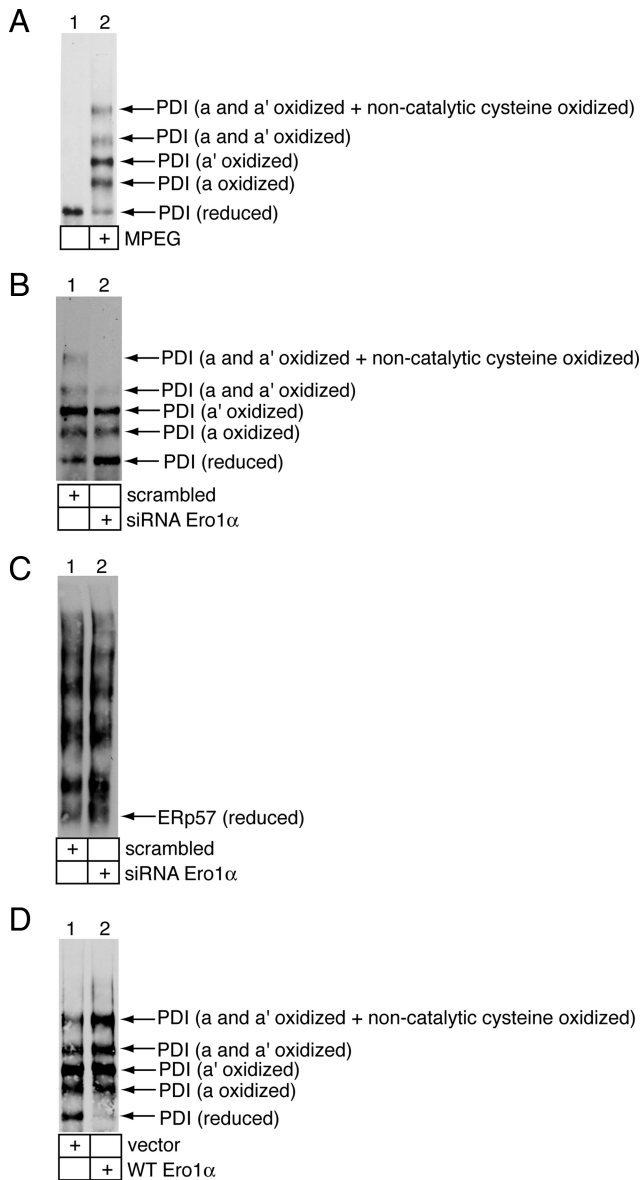 A
1 2
PDI (a and a' oxidized + non-catalytic cysteine oxidized)
PDI (a and a' oxidized)
PDI (a' oxidized)
PDI (a oxidized)
PDI (reduced)
+ MPEG
B
1 2
PDI (a and a' oxidized + non-catalytic cysteine oxidized)
PDI (a and a' oxidized)
PDI (a' oxidized)
PDI (a oxidized)
PDI (reduced)
+ scrambled
+ siRNA Ero1α
C
1 2
ERp57 (reduced)
+ scrambled
+ siRNA Ero1α
D
1 2
PDI (a and a' oxidized + non-catalytic cysteine oxidized)
PDI (a and a' oxidized)
PDI (a' oxidized)
PDI (a oxidized)
PDI (reduced)
+ vector
+ WT Ero1α